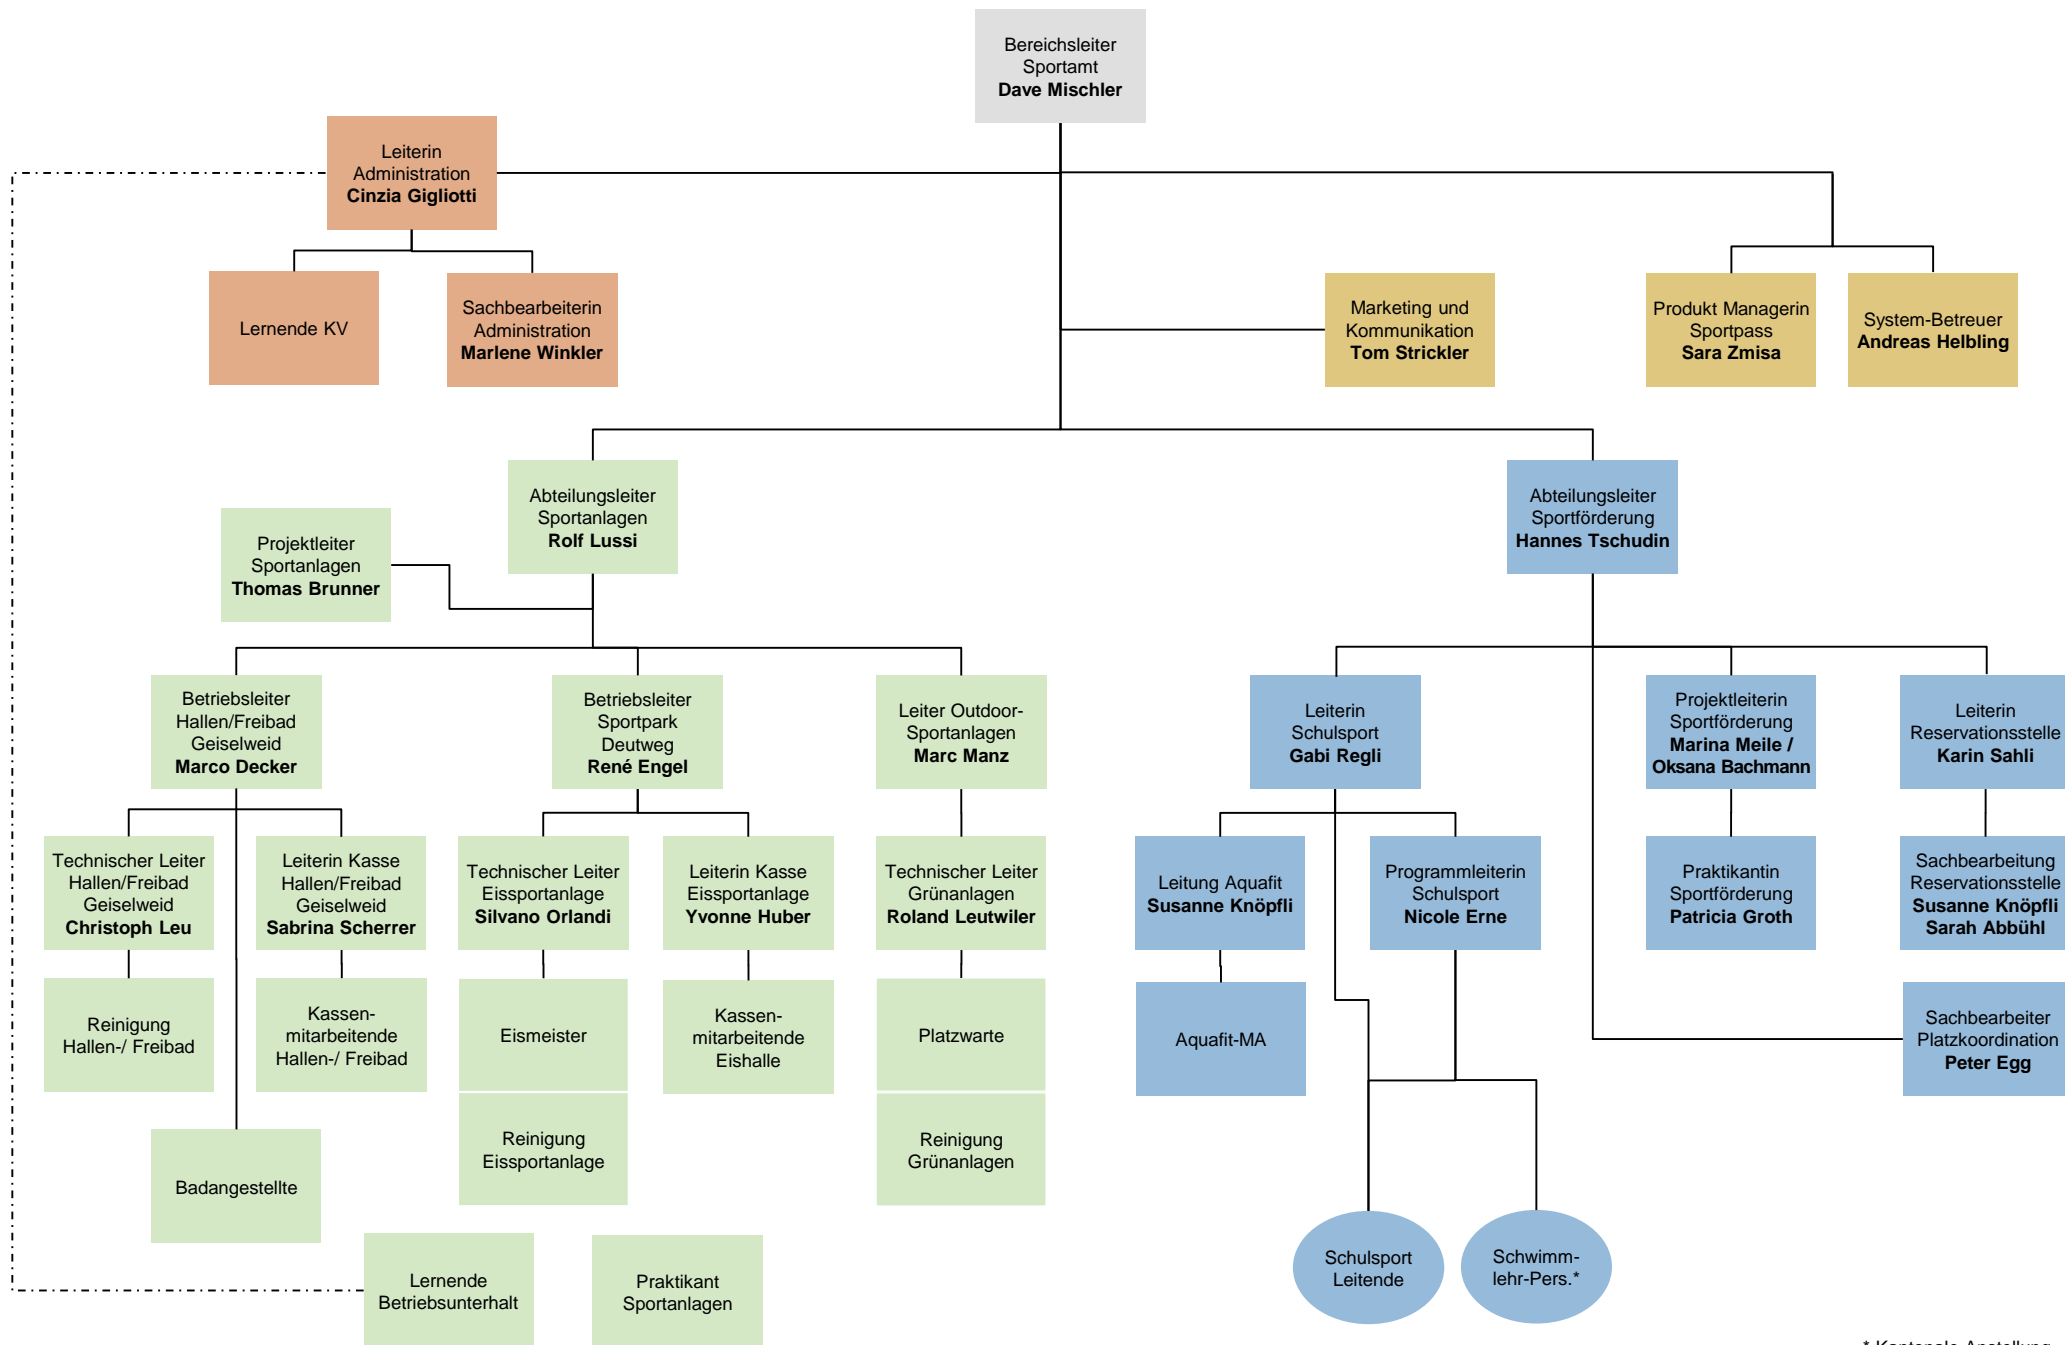 Bereichsleiter
Sportamt
Dave Mischler
Leiterin
Administration
Cinzia Gigliotti
Lernende KV
Sachbearbeiterin
Administration
Marlene Winkler
Marketing und
Kommunikation
Tom Strickler
Produkt Managerin
Sportpass
Sara Zmisa
System-Betreuer
Andreas Helbling
Abteilungsleiter
Sportanlagen
Rolf Lussi
Abteilungsleiter
Sportförderung
Hannes Tschudin
Projektleiter
Sportanlagen
Thomas Brunner
Betriebsleiter
Hallen/Freibad
Geiselweid
Marco Decker
Betriebsleiter
Sportpark
Deutweg
René Engel
Leiter Outdoor-
Sportanlagen
Marc Manz
Leiterin
Schulsport
Gabi Regli
Projektleiterin
Sportförderung
Marina Meile /
Oksana Bachmann
Leiterin
Reservationsstelle
Karin Sahli
Technischer Leiter
Hallen/Freibad
Geiselweid
Christoph Leu
Leiterin Kasse
Hallen/Freibad
Geiselweid
Sabrina Scherrer
Technischer Leiter
Eissportanlage
Silvano Orlandi
Leiterin Kasse
Eissportanlage
Yvonne Huber
Technischer Leiter
Grünanlagen
Roland Leutwiler
Leitung Aquafit
Susanne Knöpfli
Programmleiterin
Schulsport
Nicole Erne
Praktikantin
Sportförderung
Patricia Groth
Sachbearbeitung
Reservationsstelle
Susanne Knöpfli
Sarah Abbühl
Reinigung
Hallen-/ Freibad
Kassen-
mitarbeitende
Hallen-/ Freibad
Eismeister
Kassen-
mitarbeitende
Eishalle
Platzwarte
Aquafit-MA
Sachbearbeiter
Platzkoordination
Peter Egg
Badangestellte
Reinigung
Eissportanlage
Reinigung
Grünanlagen
Lernende
Betriebsunterhalt
Praktikant
Sportanlagen
Schulsport
Leitende
Schwimm-
lehr-Pers.*
* Kantonale Anstellung